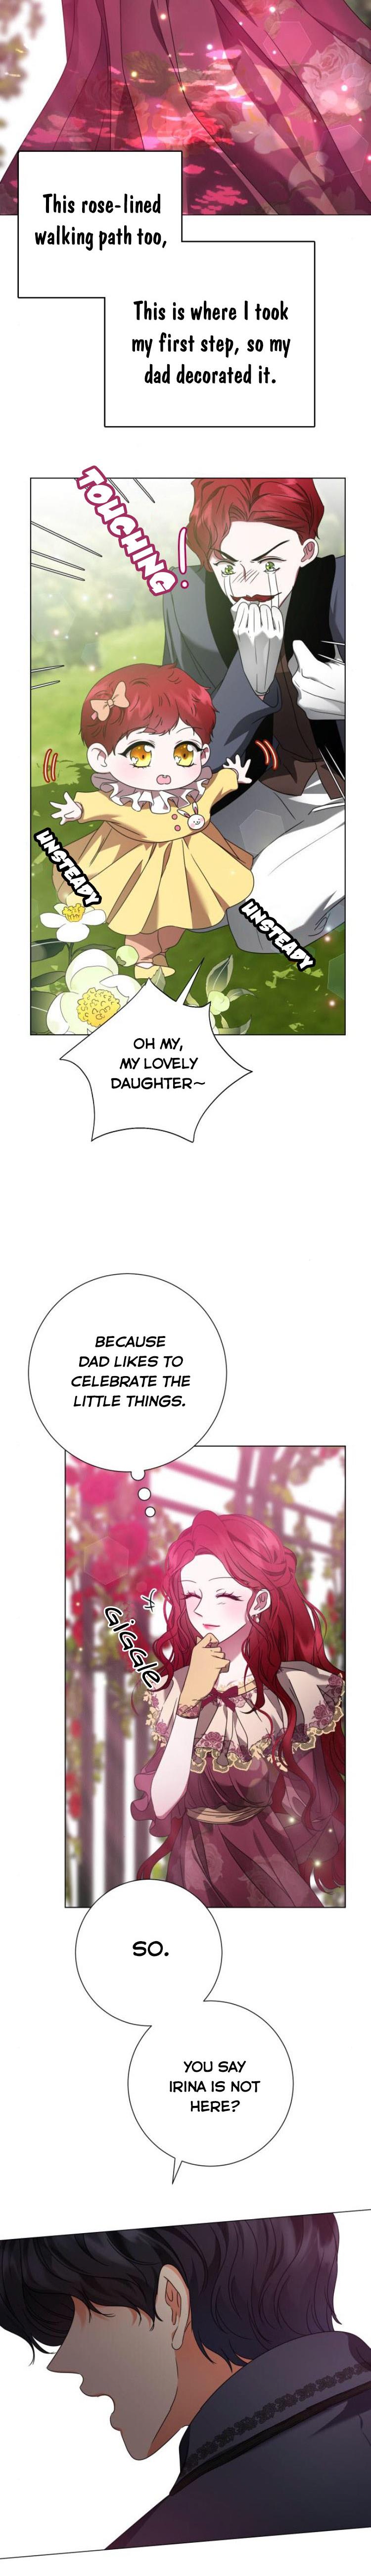 This rose-lined
walking path too,
This is where I took
my first step, so my
dad decorated it.
TOUCHING
UNSTEADY
UNSTEADY
OH MY,
MY LOVELY
DAUGHTER~
BECAUSE
DAD LIKES TO
CELEBRATE THE
LITTLE THINGS.
GIGGLE
SO.
YOU SAY
IRINA IS NOT
HERE?